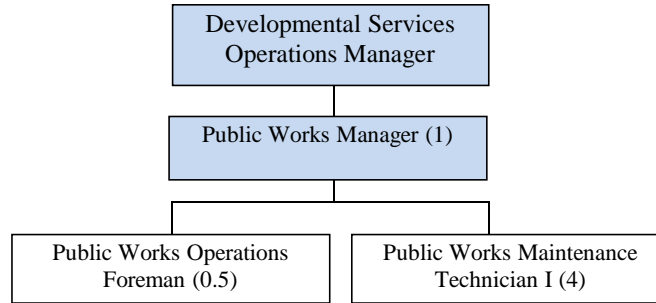 Developmental Services
Operations Manager
Public Works Manager (1)
Public Works Operations
Foreman (0.5)
Public Works Maintenance
Technician I (4)